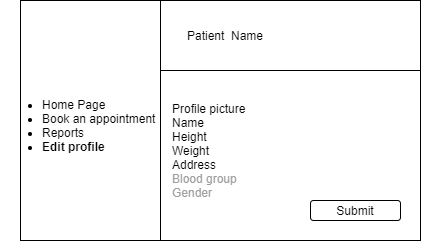 Patient Name
Home Page
Book an appointment
Reports
Edit profile
Profile picture
Name
Height
Weight
Address
Blood group
Gender
Submit